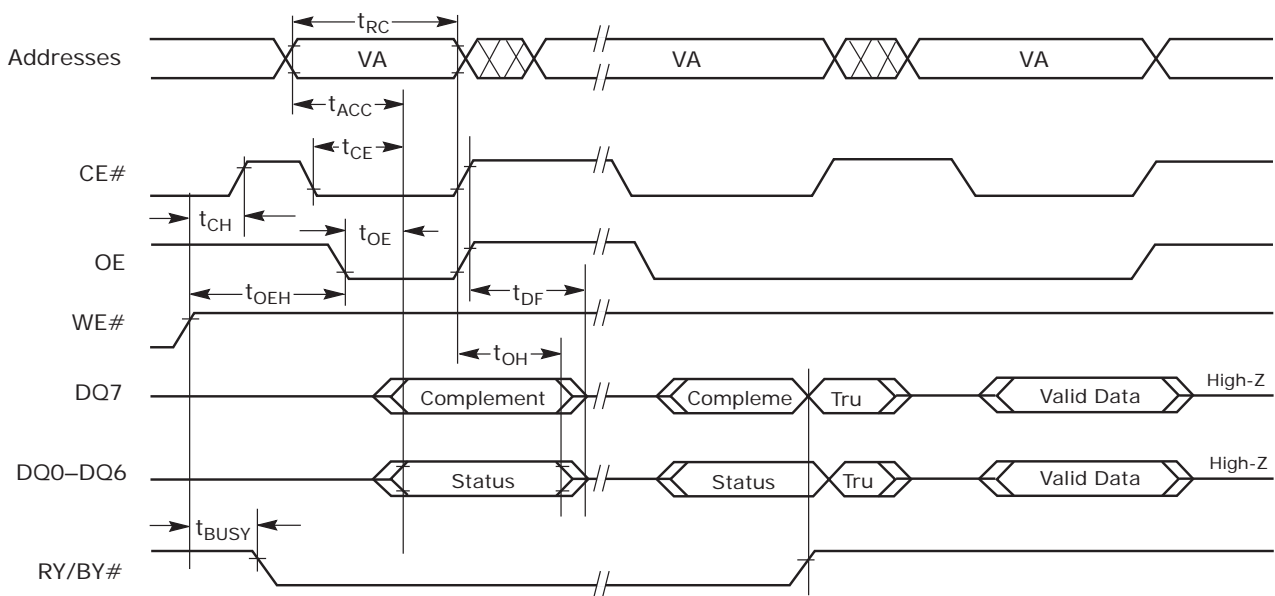 tRC
Addresses VA VA VA
tACC
tCE
CE#
tCH tOE
OE
tOEH tDF
WE#
tOH
DQ7 Complement Compleme Tru Valid Data High-Z
DQ0–DQ6 Status Status Tru Valid Data High-Z
tBUSY
RY/BY#